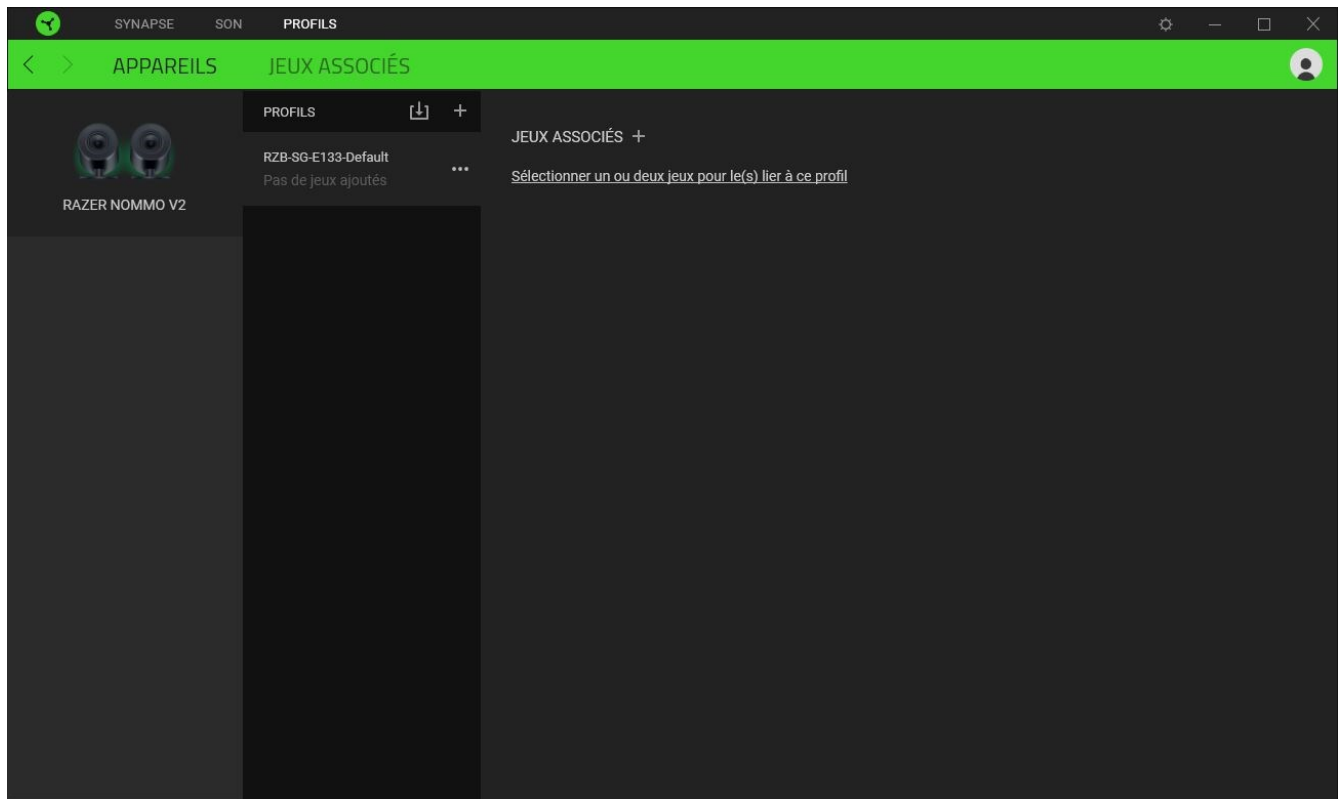 SYNAPSE SON PROFILS
APPAREILS JEUX ASSOCIÉS
PROFILS
RZB-SG-E133-Default
Pas de jeux ajoutés
RAZER NOMMO V2
JEUX ASSOCIÉS +
Sélectionner un ou deux jeux pour le(s) lier à ce profil